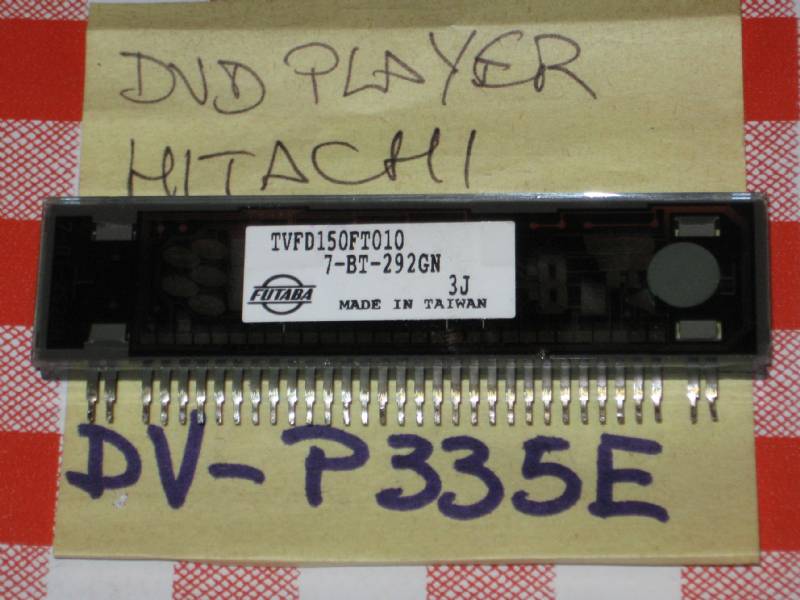 DVD PLAYER
HITACHI
TVFD150FT010
7-BT-292GN
3J
FUTABA
MADE IN TAIWAN
DV-P335E